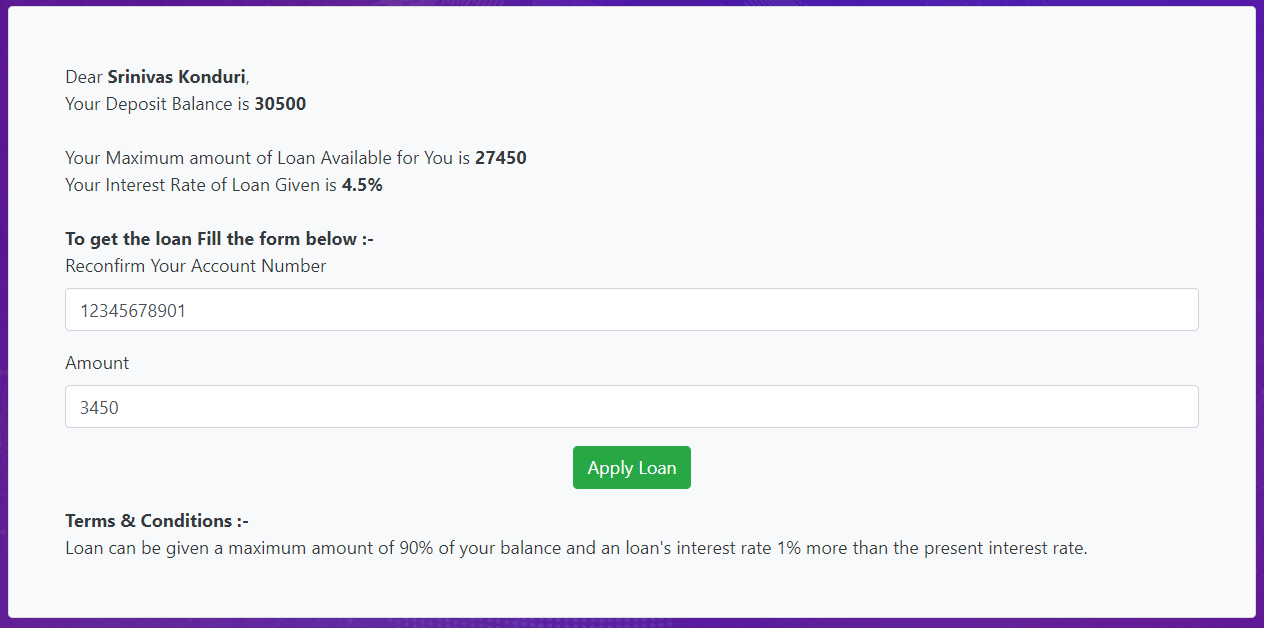 Dear Srinivas Konduri,
Your Deposit Balance is 30500
Your Maximum amount of Loan Available for You is 27450
Your Interest Rate of Loan Given is 4.5%
To get the loan Fill the form below :-
Reconfirm Your Account Number
12345678901
Amount
3450
Apply Loan
Terms & Conditions :-
Loan can be given a maximum amount of 90% of your balance and an loan's interest rate 1% more than the present interest rate.